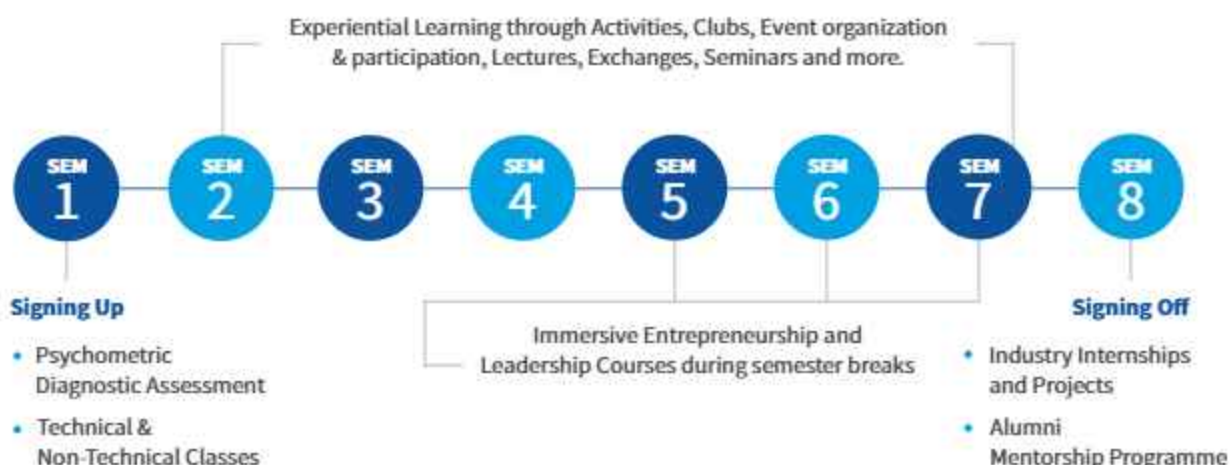 Experiential Learning through Activities, Clubs, Event organization
& participation, Lectures, Exchanges, Seminars and more.
SEM
1
SEM
2
SEM
3
SEM
4
SEM
5
SEM
6
SEM
7
SEM
8
Signing Up
• Psychometric
Diagnostic Assessment
• Technical &
Non-Technical Classes
Immersive Entrepreneurship and
Leadership Courses during semester breaks
Signing Off
• Industry Internships
and Projects
• Alumni
Mentorship Programme